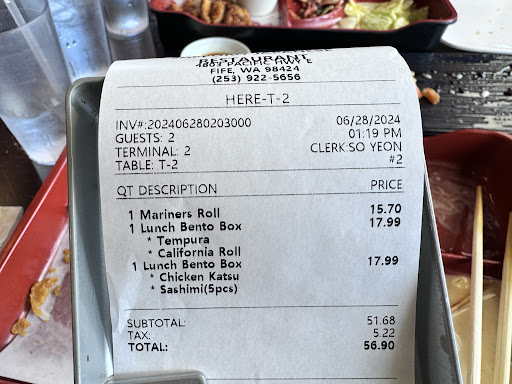 RESTAURANT
FIFE, WA 98424
(253) 922-5656
HERE-T-2
INV#:202406280203000 06/28/2024
GUESTS: 2 01:19 PM
TERMINAL: 2 CLERK:SO YEON
TABLE: T-2 #2
QT DESCRIPTION PRICE
1 Mariners Roll 15.70
1 Lunch Bento Box 17.99
* Tempura
* California Roll
1 Lunch Bento Box 17.99
* Chicken Katsu
* Sashimi(5pcs)
SUBTOTAL: 51.68
TAX: 5.22
TOTAL: 56.90